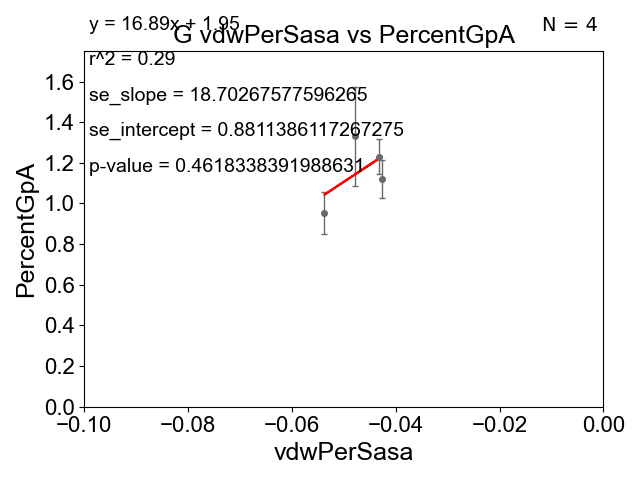 y = 16.89x + 1.95
N = 4
G vdwPerSasa vs PercentGpA
r^2 = 0.29
se_slope = 18.70267577596265
se_intercept = 0.8811386117267275
p-value = 0.4618338391988631
PercentGpA
1.6
1.4
1.2
1.0
0.8
0.6
0.4
0.2
0.0
−0.10 −0.08 −0.06 −0.04 −0.02 0.00
vdwPerSasa